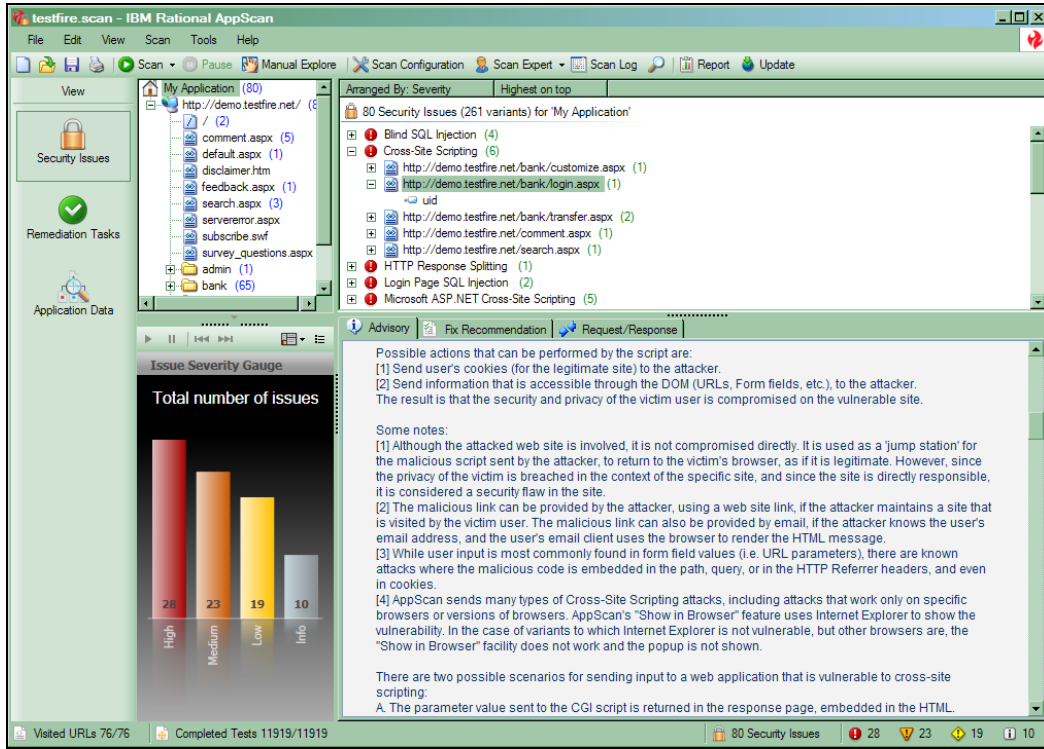 testfire.scan - IBM Rational AppScan
File Edit View Scan Tools Help
Scan Pause Manual Explore Scan Configuration Scan Expert Scan Log Report Update
View
Security Issues
Remediation Tasks
Application Data
My Application (80)
http://demo.testfire.net/ (8
/ (2)
comment.aspx (5)
default.aspx (1)
disclaimer.htm
feedback.aspx (1)
search.aspx (3)
servererror.aspx
subscribe.swf
survey_questions.aspx
admin (1)
bank (65)
Arranged By: Severity Highest on top
80 Security Issues (261 variants) for 'My Application'
Blind SQL Injection (4)
Cross-Site Scripting (6)
http://demo.testfire.net/bank/customize.aspx (1)
http://demo.testfire.net/bank/login.aspx (1)
uid
http://demo.testfire.net/bank/transfer.aspx (2)
http://demo.testfire.net/comment.aspx (1)
http://demo.testfire.net/search.aspx (1)
HTTP Response Splitting (1)
Login Page SQL Injection (2)
Microsoft ASP.NET Cross-Site Scripting (5)
Issue Severity Gauge
Total number of issues
28 23 19 10
High Medium Low Info
Advisory Fix Recommendation Request/Response
Possible actions that can be performed by the script are:
[1] Send user's cookies (for the legitimate site) to the attacker.
[2] Send information that is accessible through the DOM (URLs, Form fields, etc.), to the attacker.
The result is that the security and privacy of the victim user is compromised on the vulnerable site.
Some notes:
[1] Although the attacked web site is involved, it is not compromised directly. It is used as a 'jump station' for
the malicious script sent by the attacker, to return to the victim's browser, as if it is legitimate. However, since
the privacy of the victim is breached in the context of the specific site, and since the site is directly responsible,
it is considered a security flaw in the site.
[2] The malicious link can be provided by the attacker, using a web site link, if the attacker maintains a site that
is visited by the victim user. The malicious link can also be provided by email, if the attacker knows the user's
email address, and the user's email client uses the browser to render the HTML message.
[3] While user input is most commonly found in form field values (i.e. URL parameters), there are known
attacks where the malicious code is embedded in the path, query, or in the HTTP Referrer headers, and even
in cookies.
[4] AppScan sends many types of Cross-Site Scripting attacks, including attacks that work only on specific
browsers or versions of browsers. AppScan's "Show in Browser" feature uses Internet Explorer to show the
vulnerability. In the case of variants to which Internet Explorer is not vulnerable, but other browsers are, the
"Show in Browser" facility does not work and the popup is not shown.
There are two possible scenarios for sending input to a web application that is vulnerable to cross-site
scripting:
A. The parameter value sent to the CGI script is returned in the response page, embedded in the HTML.
Visited URLs 76/76 Completed Tests 11919/11919 80 Security Issues 28 23 19 10